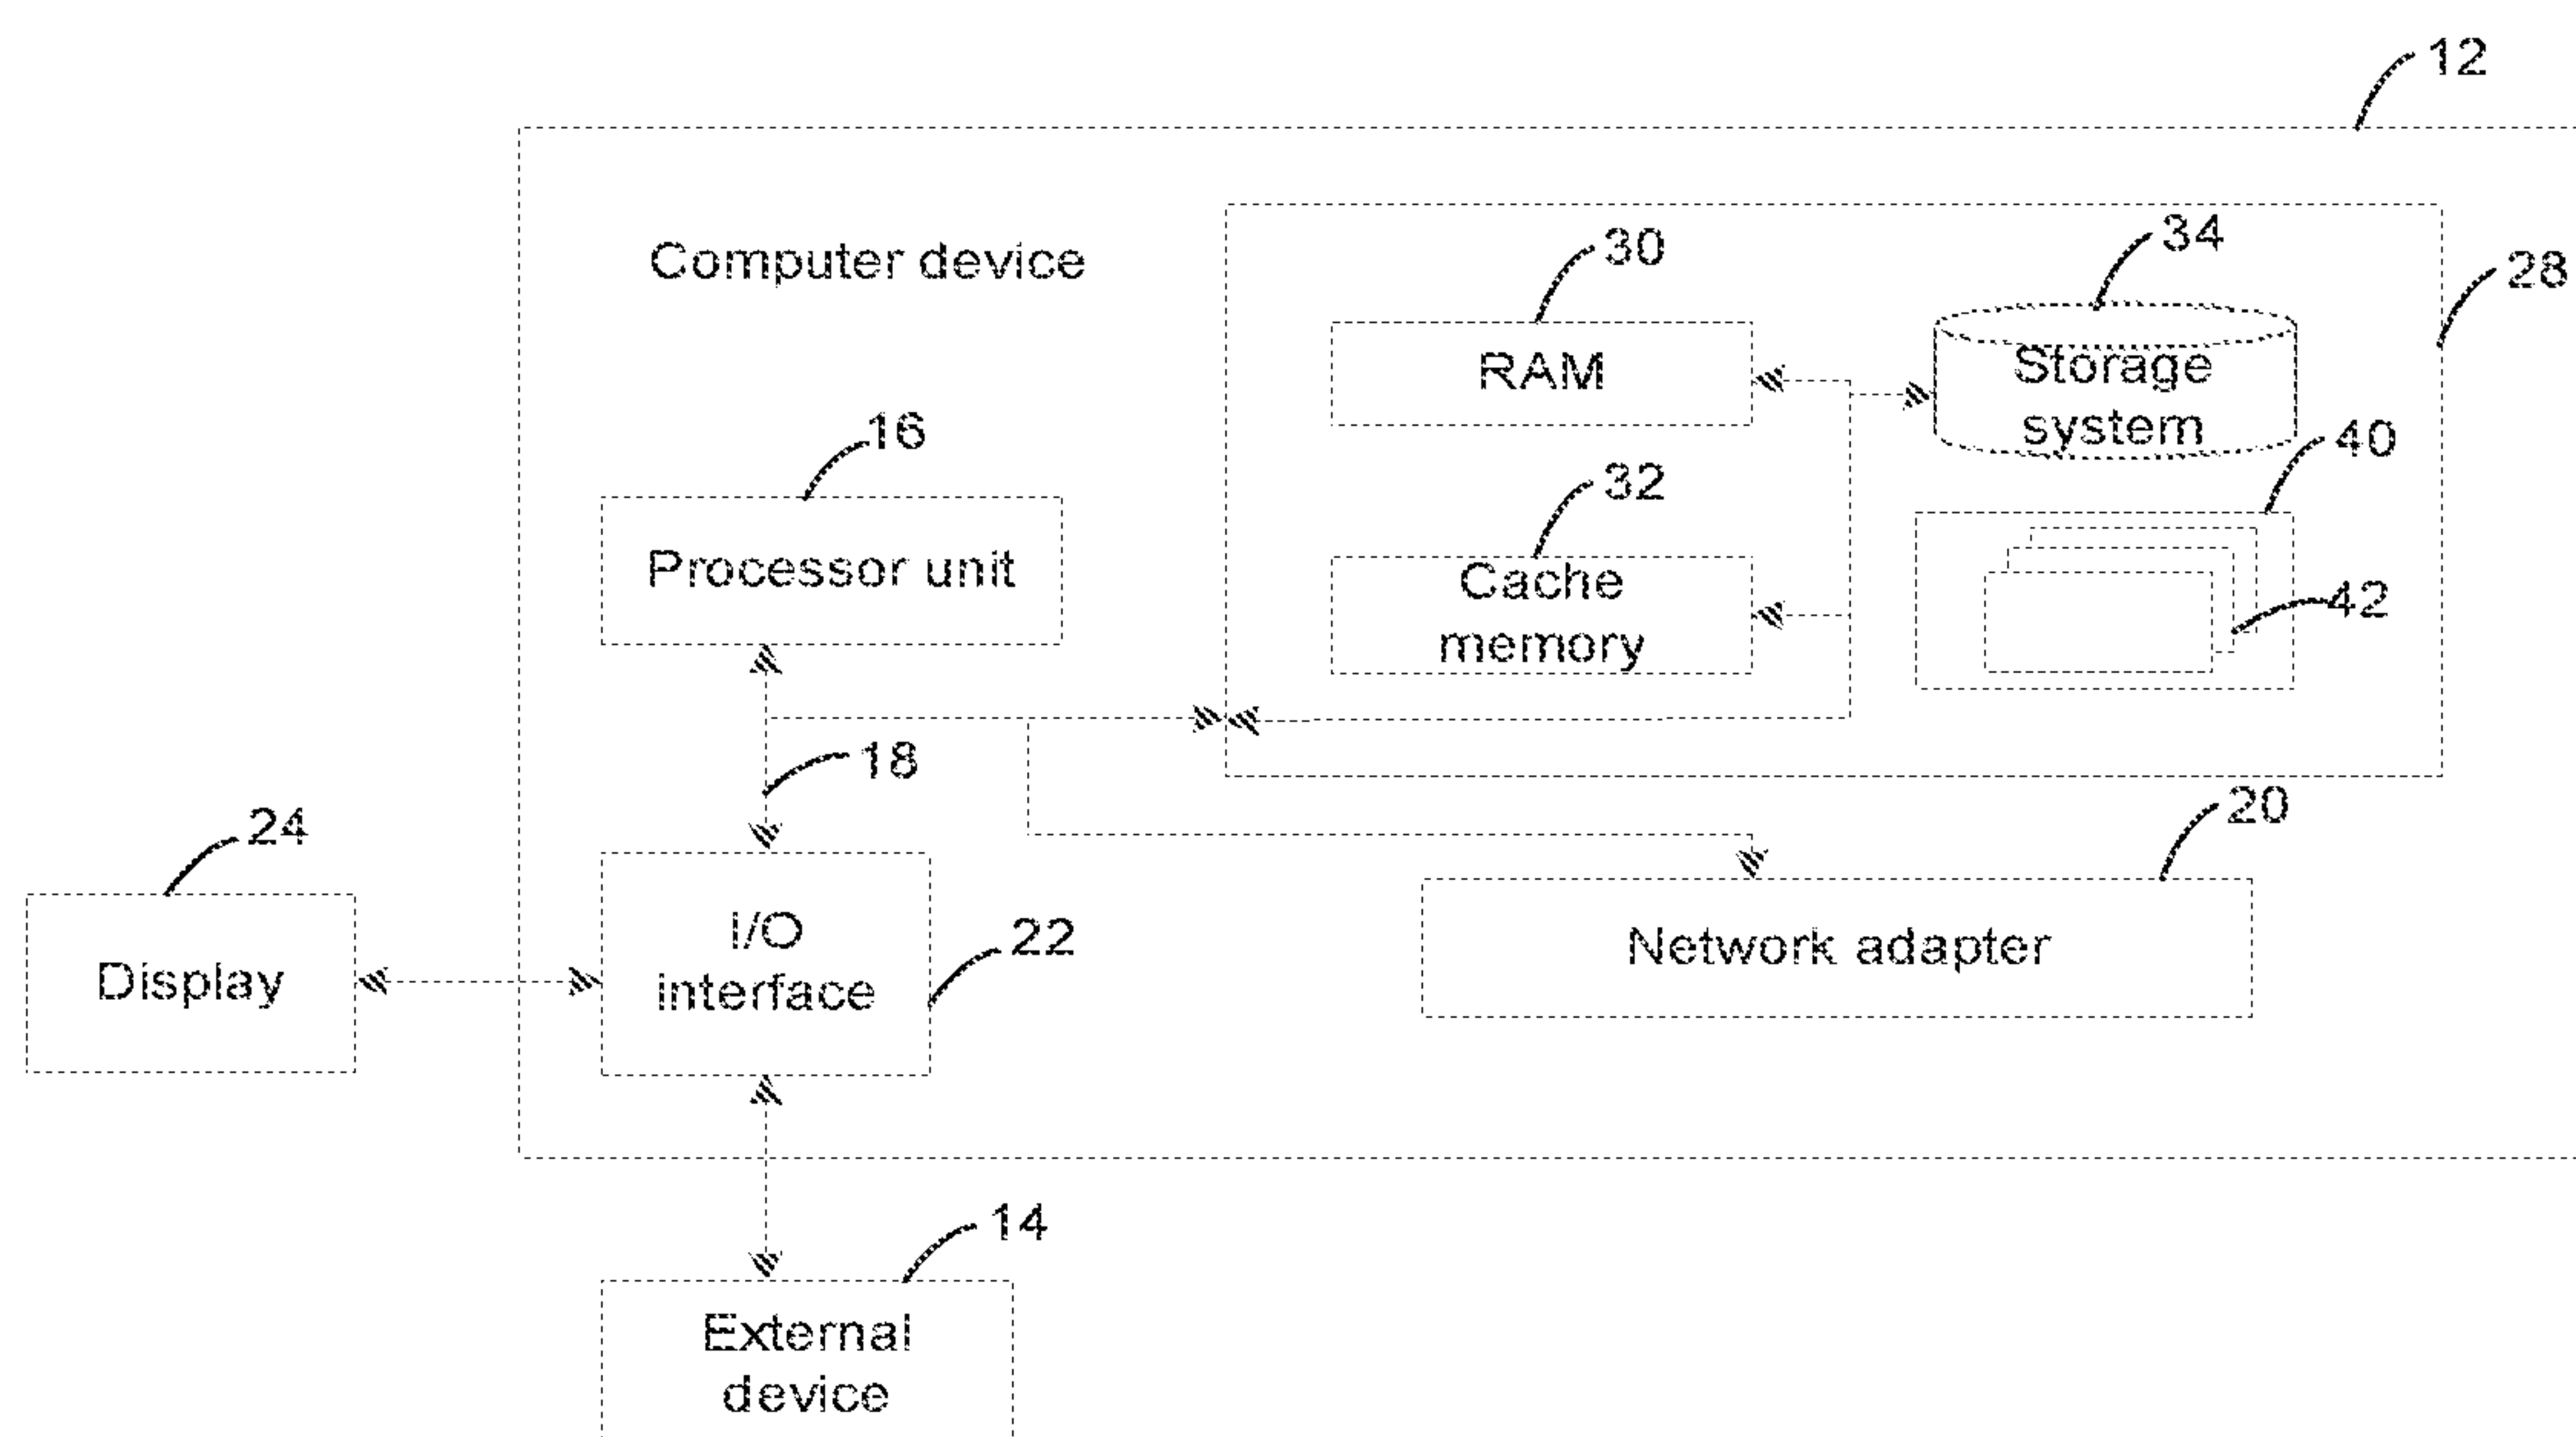 12
Computer device
30
34
28
RAM
Storage
system
16
40
32
Processor unit
Cache
memory
42
18
24
20
Display
I/O
interface
22
Network adapter
14
External
device